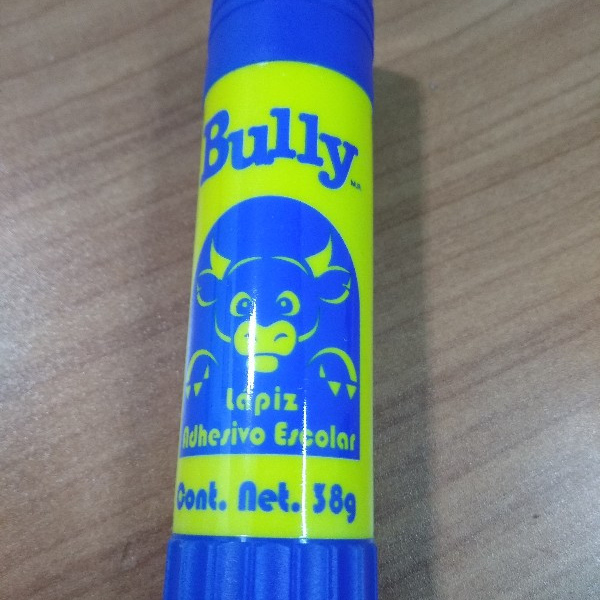 Bully
M.R.
Lapiz
Adhesivo Escolar
Cont. Net. 38g